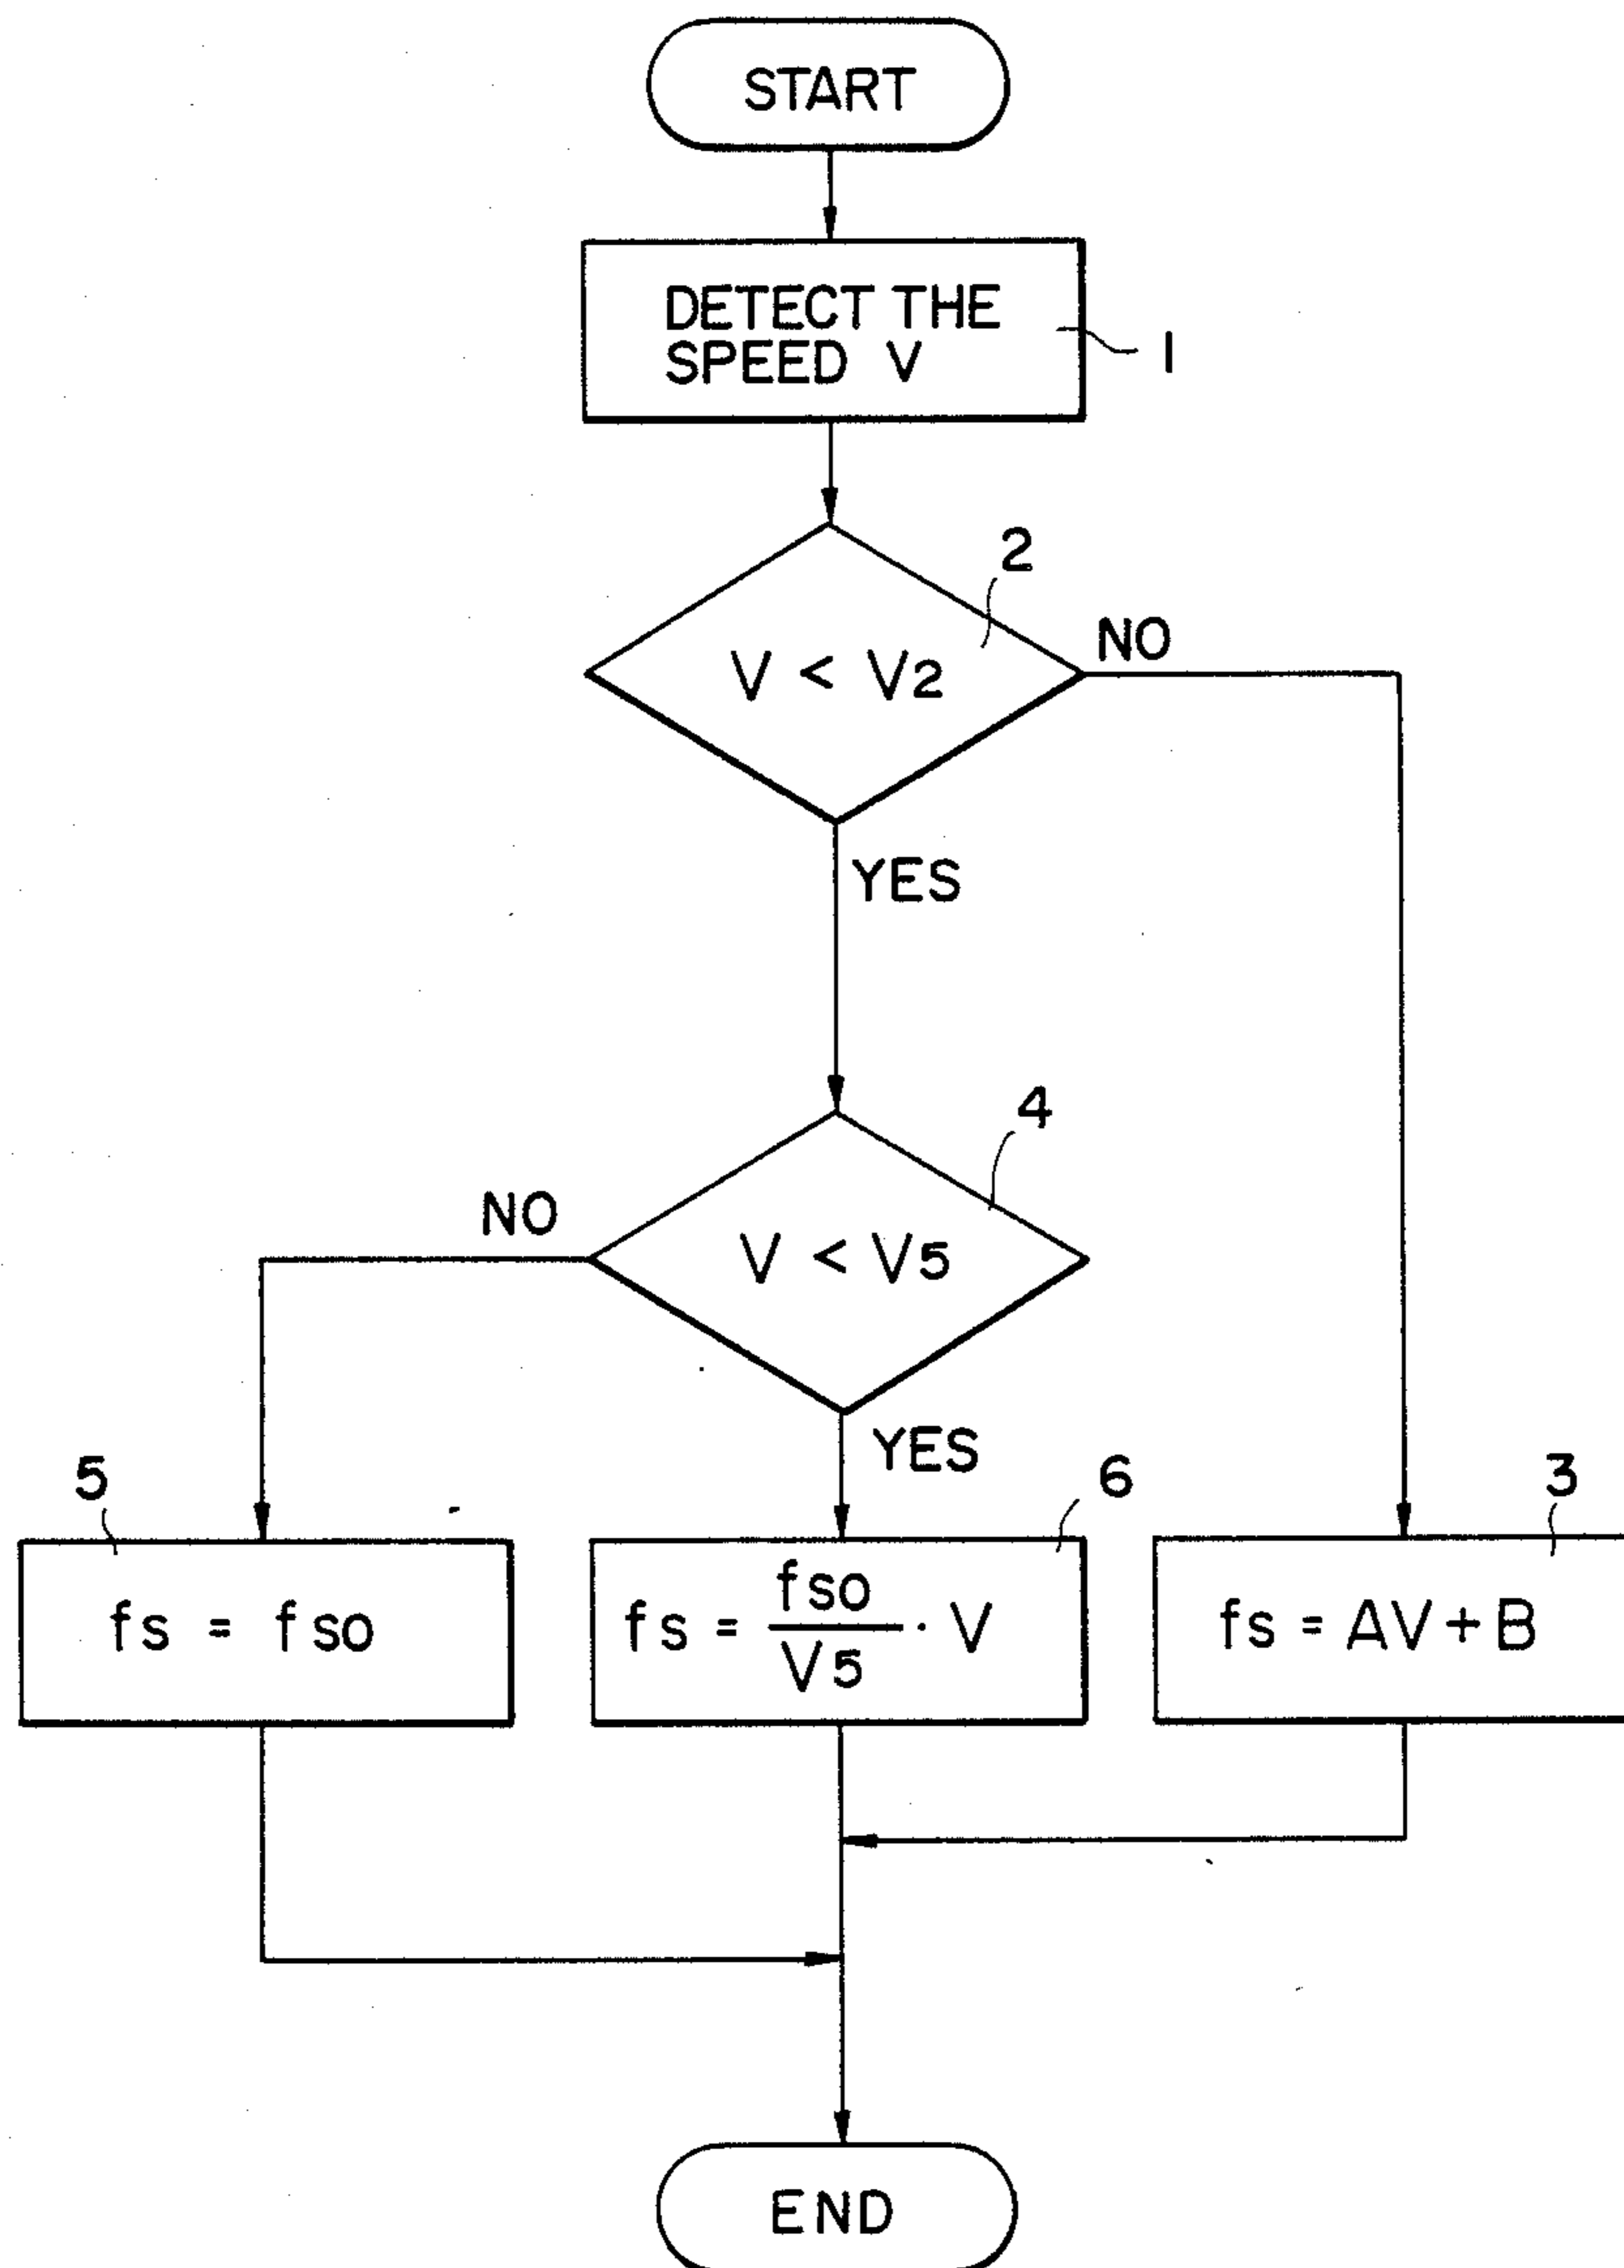 START
DETECT THE
SPEED V
1
2
V < V2
NO
YES
4
NO
V < V5
YES
5
6
3
fs = fso
fs = fso/V5 · V
fs = AV + B
END